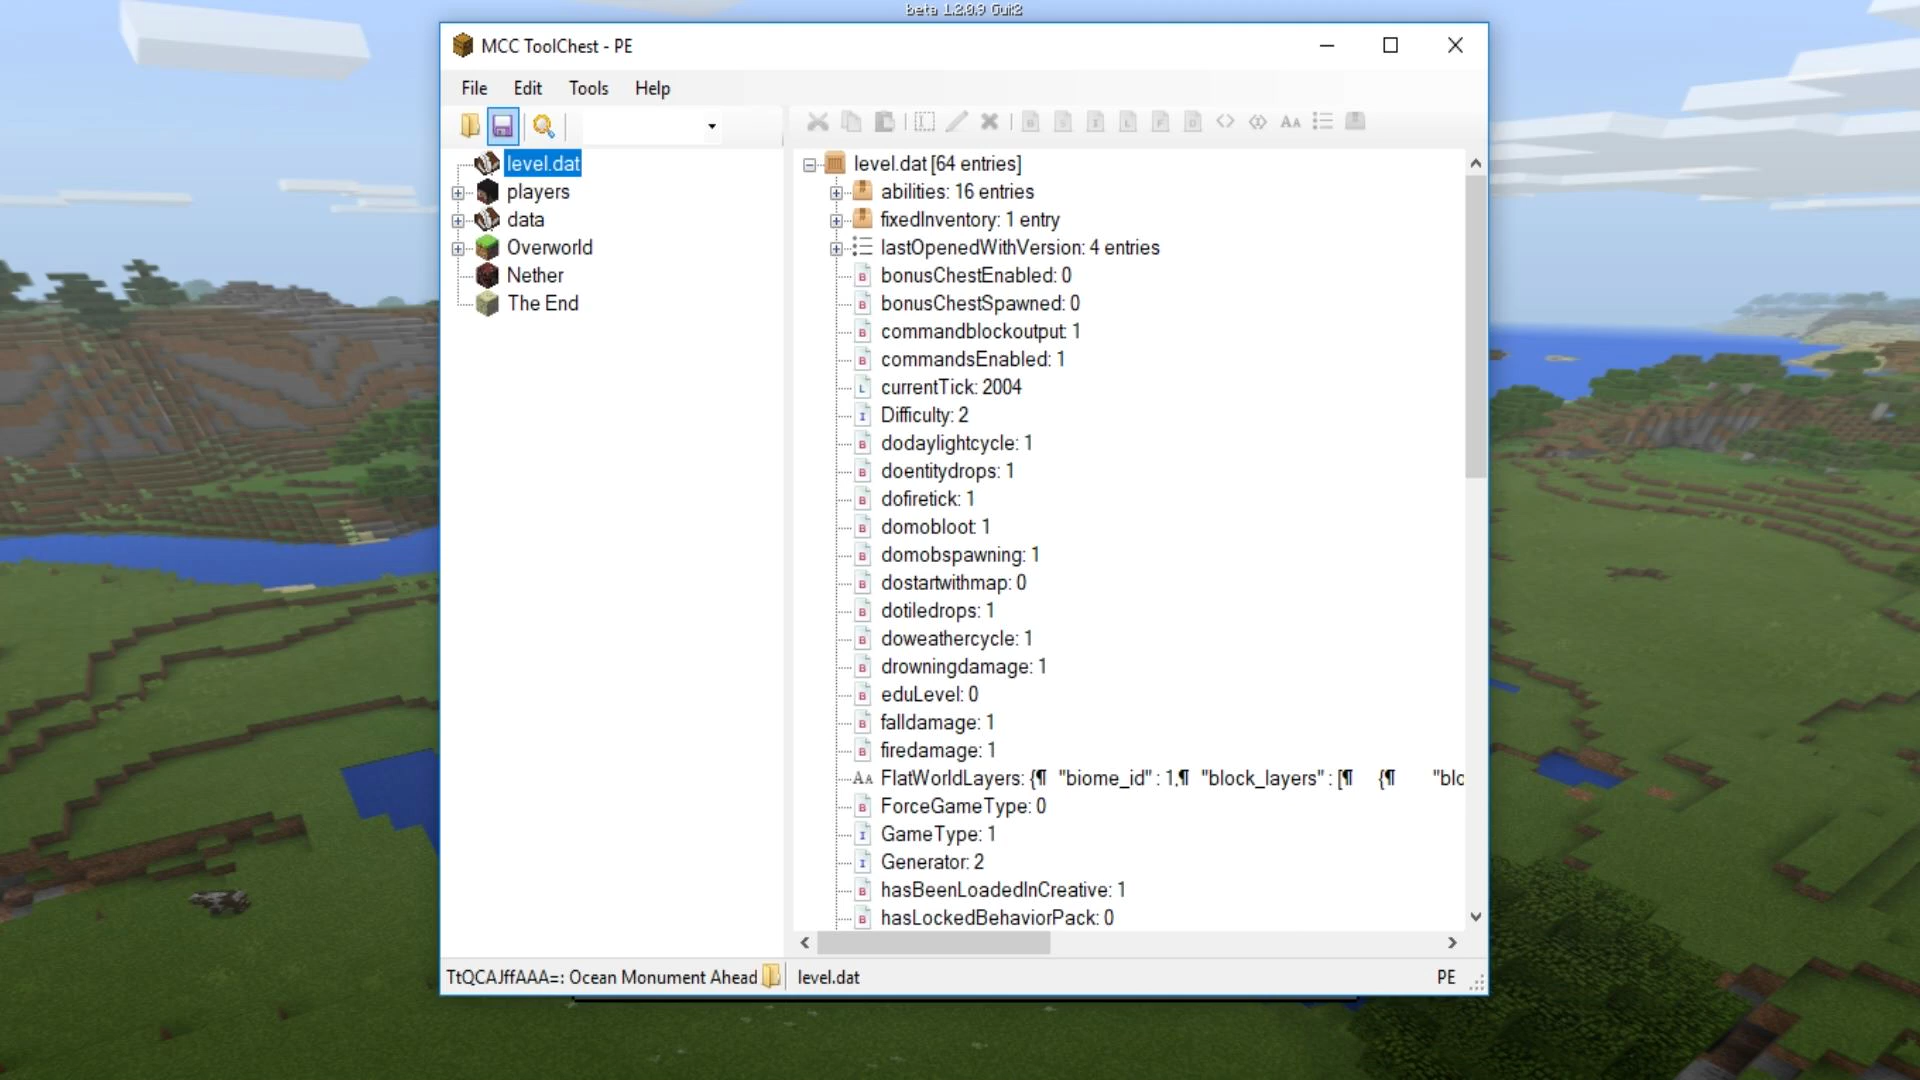 beta 1.2.0.9 Gui:2
MCC ToolChest - PE
File Edit Tools Help
level.dat
players
data
Overworld
Nether
The End
level.dat [64 entries]
abilities: 16 entries
fixedInventory: 1 entry
lastOpenedWithVersion: 4 entries
bonusChestEnabled: 0
bonusChestSpawned: 0
commandblockoutput: 1
commandsEnabled: 1
currentTick: 2004
Difficulty: 2
dodaylightcycle: 1
doentitydrops: 1
dofiretick: 1
domobloot: 1
domobspawning: 1
dostartwithmap: 0
dotiledrops: 1
doweathercycle: 1
drowningdamage: 1
eduLevel: 0
falldamage: 1
firedamage: 1
FlatWorldLayers: {¶ "biome_id" : 1,¶ "block_layers" : [¶ {¶ "blo
ForceGameType: 0
GameType: 1
Generator: 2
hasBeenLoadedInCreative: 1
hasLockedBehaviorPack: 0
TtQCAJffAAA=: Ocean Monument Ahead
level.dat
PE